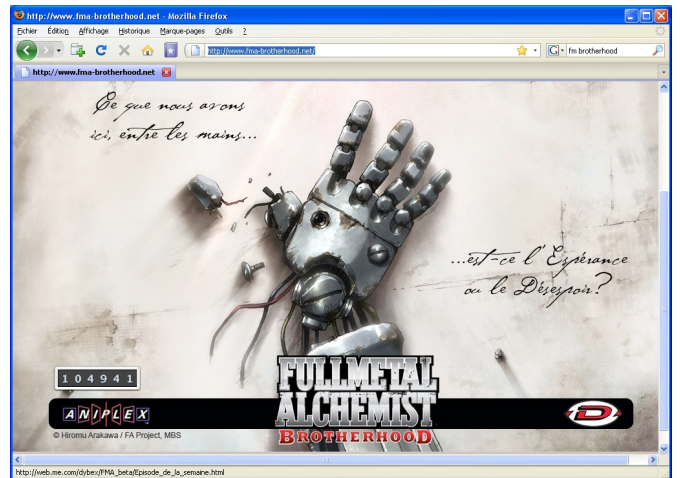 http://www.fma-brotherhood.net - Mozilla Firefox
Fichier Édition Affichage Historique Marque-pages Outils ?
http://www.fma-brotherhood.net/
G fm brotherhood
http://www.fma-brotherhood.net
Ce que nous avons
ici, entre les mains...
...est-ce l'Espérance
ou le Désespoir?
104941
FULLMETAL
ALCHEMIST
BROTHERHOOD
ANIPLEX
D
© Hiromu Arakawa / FA Project, MBS
http://web.me.com/dybex/FMA_beta/Episode_de_la_semaine.html